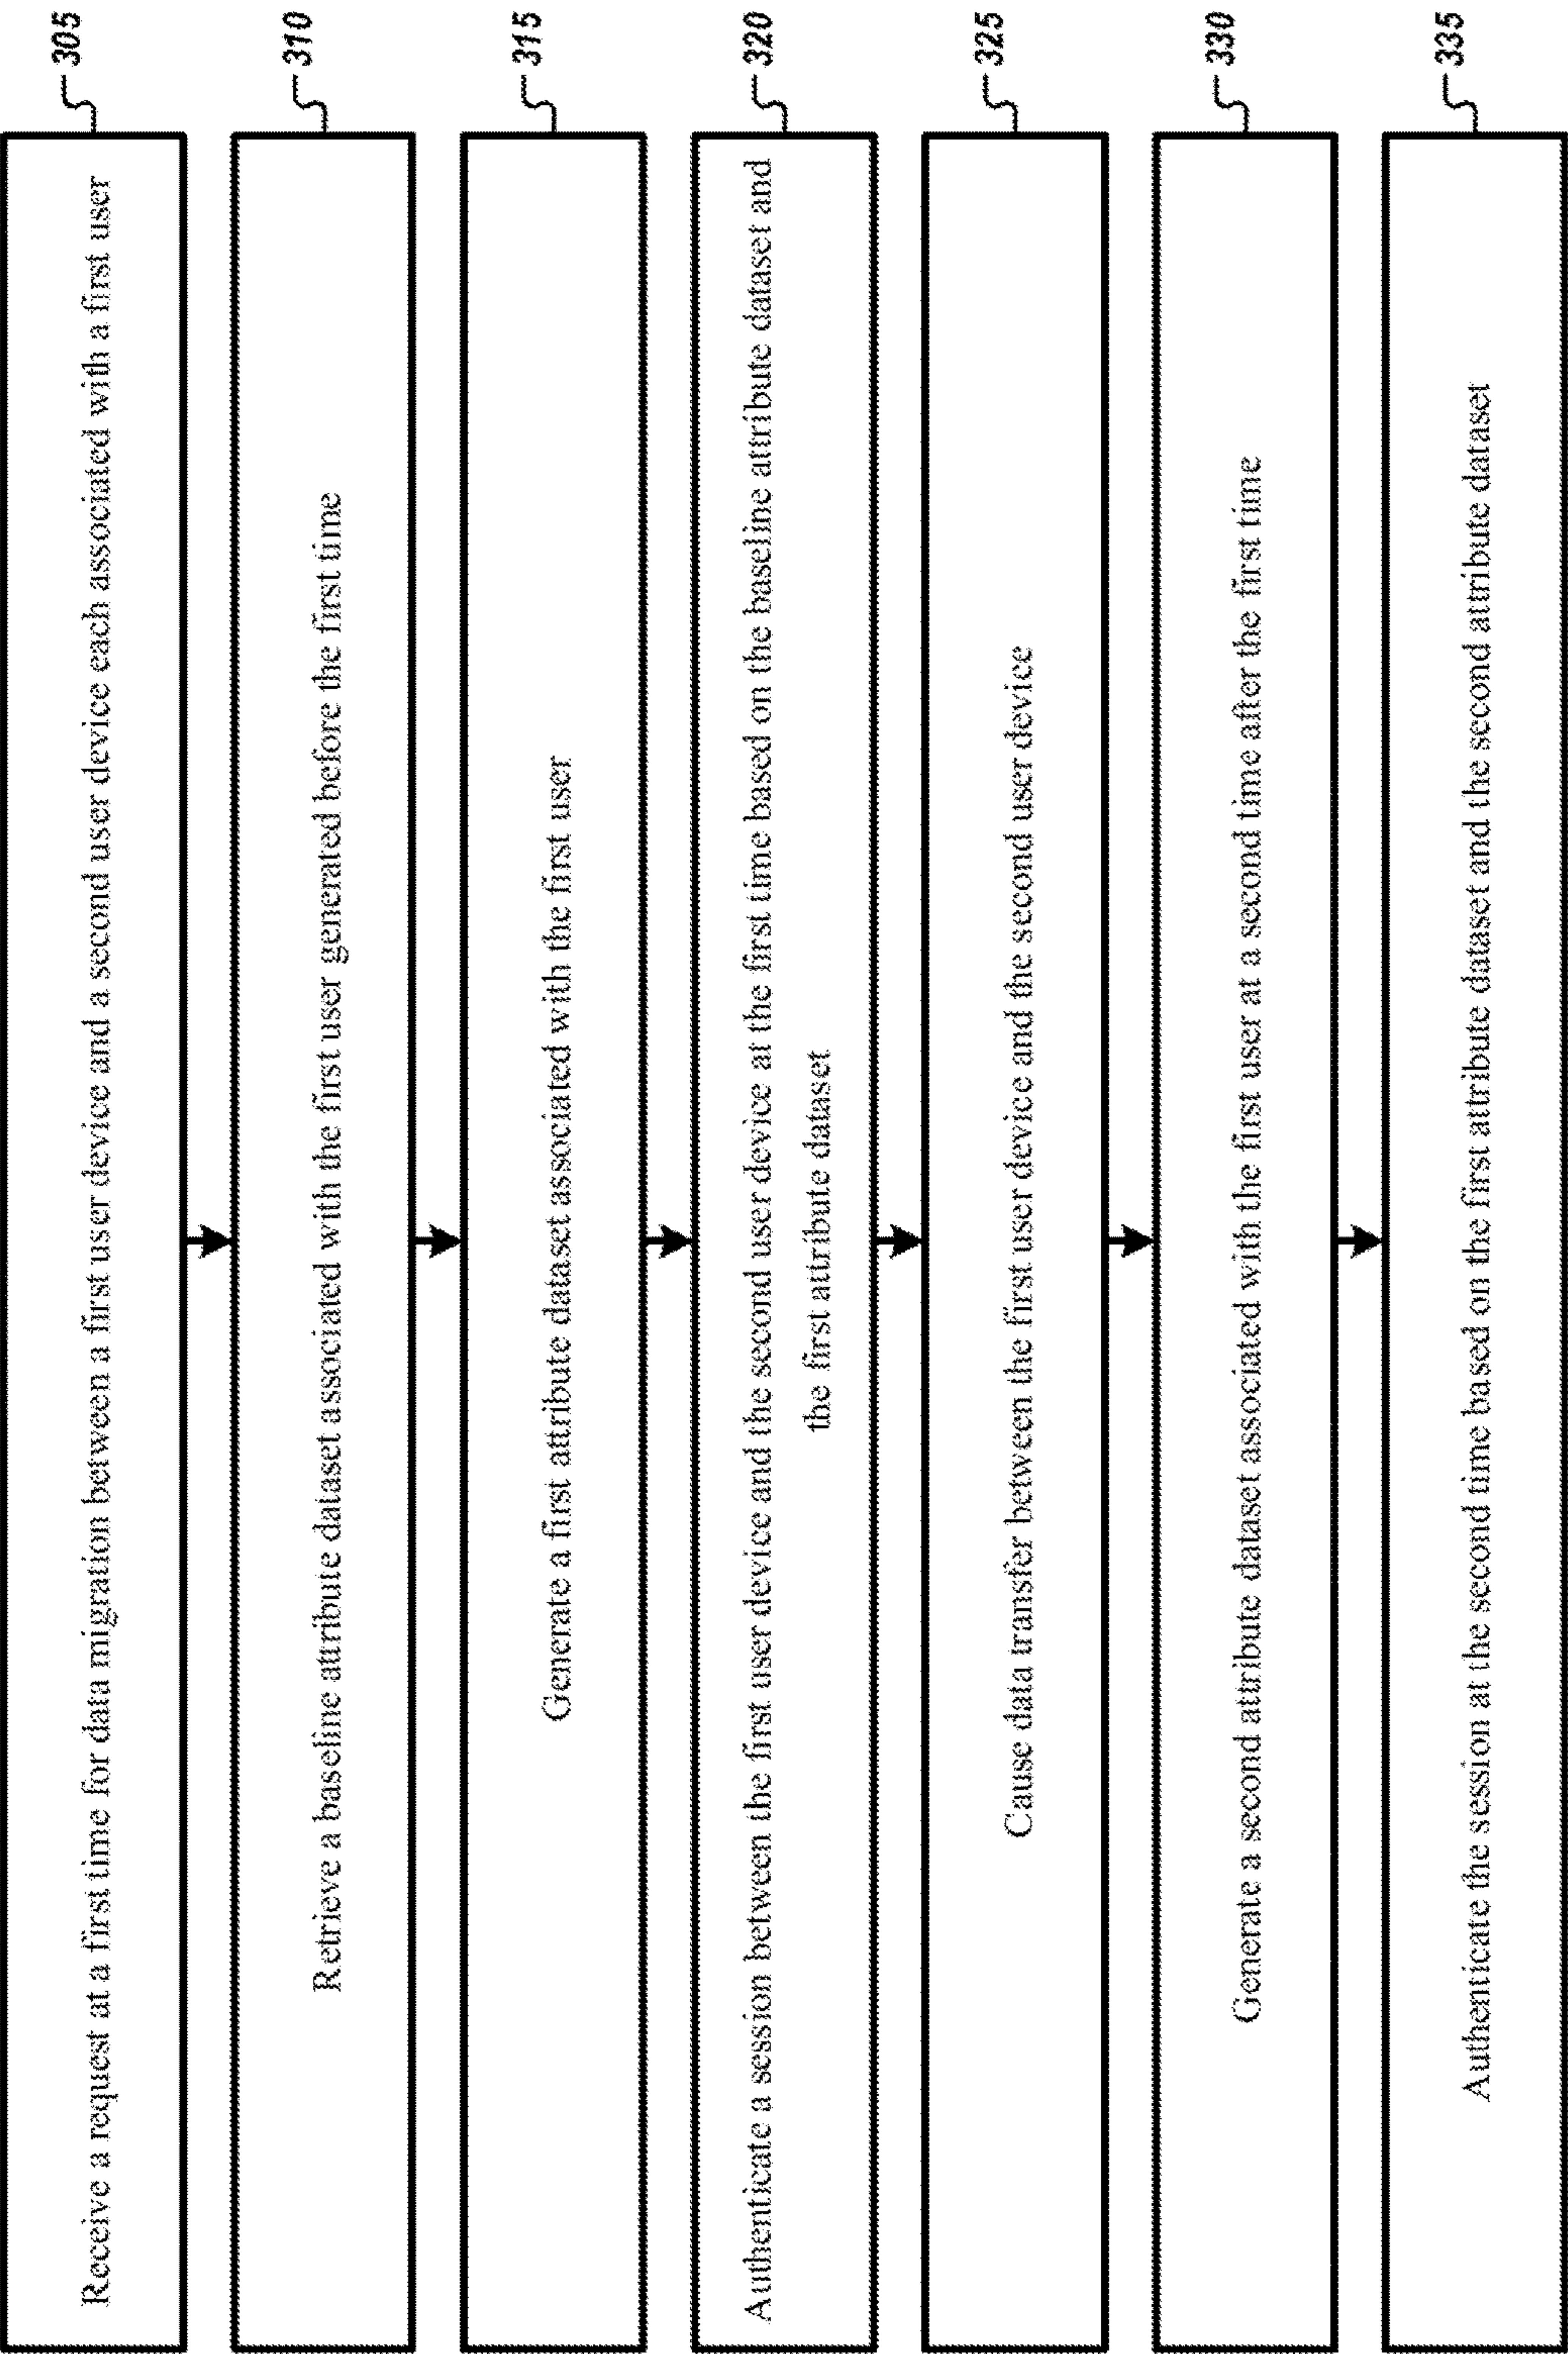 305
Receive a request at a first time for data migration between a first user device and a second user device each associated with a first user
310
Retrieve a baseline attribute dataset associated with the first user generated before the first time
315
Generate a first attribute dataset associated with the first user
320
Authenticate a session between the first user device and the second user device at the first time based on the baseline attribute dataset and
the first attribute dataset
325
Cause data transfer between the first user device and the second user device
330
Generate a second attribute dataset associated with the first user at a second time after the first time
335
Authenticate the session at the second time based on the first attribute dataset and the second attribute dataset